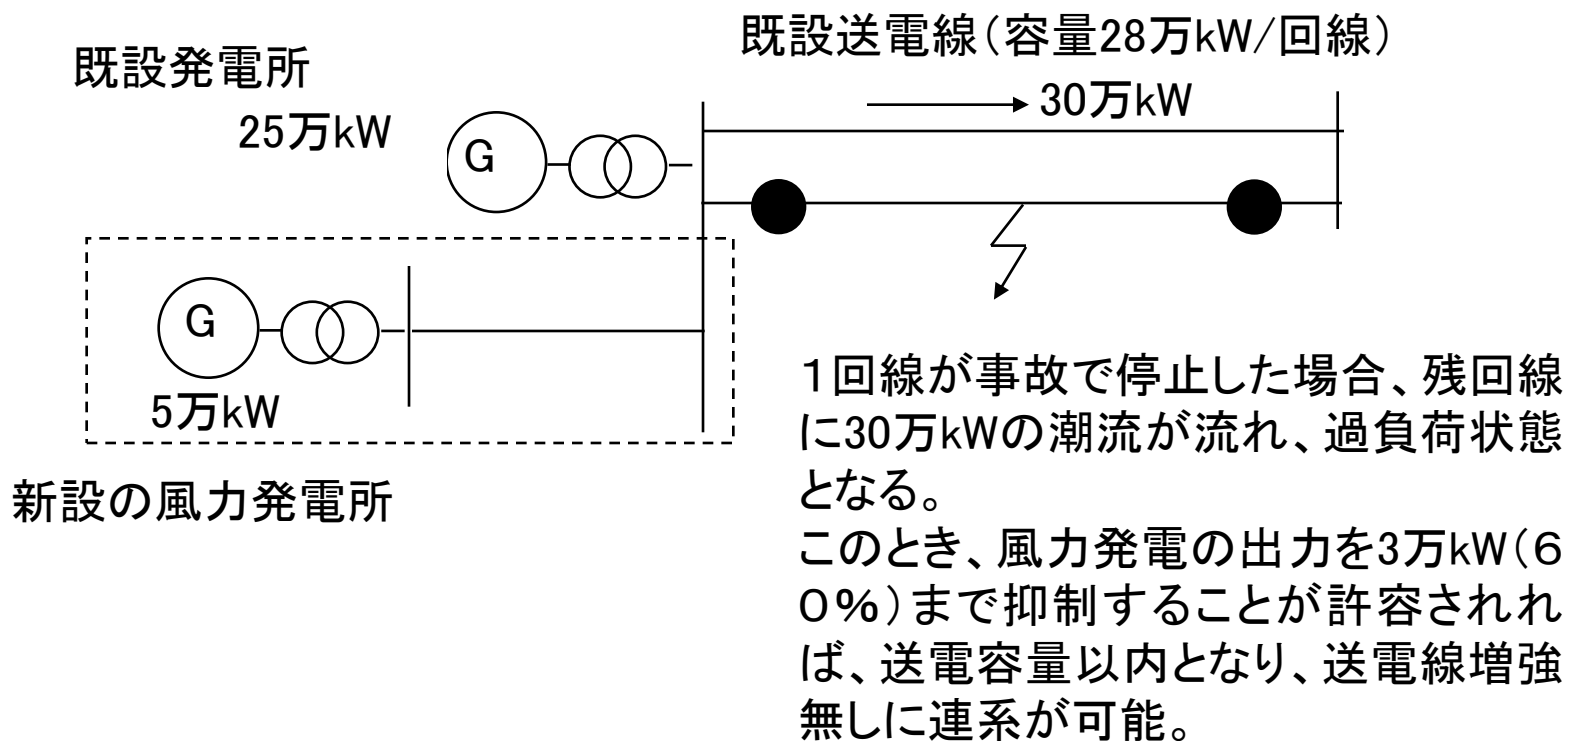 既設送電線（容量28万kW/回線）
既設発電所
30万kW
25万kW
G
G
5万kW
新設の風力発電所
１回線が事故で停止した場合、残回線
に30万kWの潮流が流れ、過負荷状態
となる。
このとき、風力発電の出力を3万kW（６
０％）まで抑制することが許容されれ
ば、送電容量以内となり、送電線増強
無しに連系が可能。